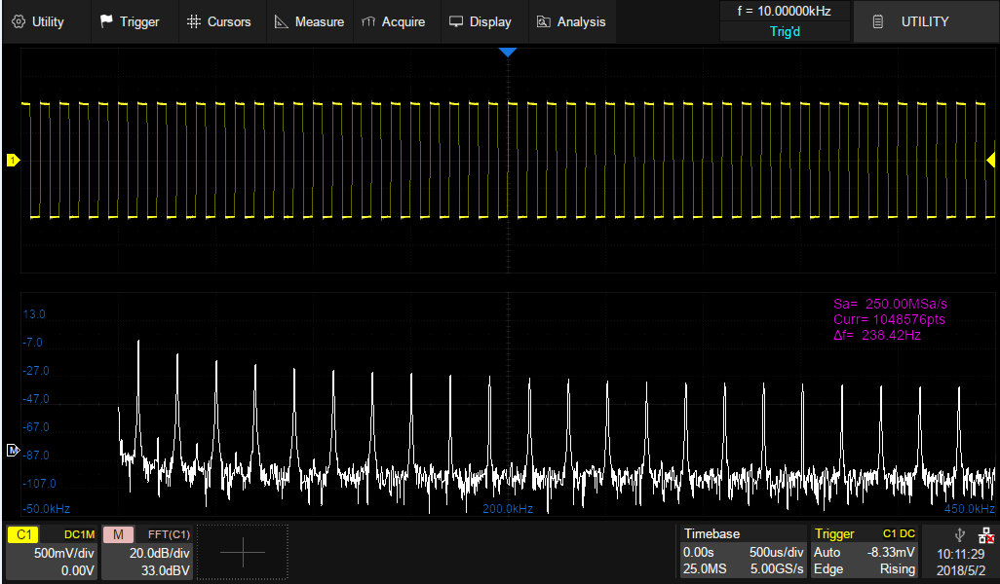 Utility
Trigger
Cursors
Measure
Acquire
Display
Analysis
f = 10.00000kHz
Trig'd
UTILITY
1
Sa= 250.00MSa/s
Curr= 1048576pts
Δf= 238.42Hz
13.0
-7.0
-27.0
-47.0
-67.0
M
-87.0
-107.0
-50.0kHz
200.0kHz
450.0kHz
C1 DC1M
500mV/div
0.00V
M FFT(C1)
20.0dB/div
33.0dBV
Timebase
0.00s 500us/div
25.0MS 5.00GS/s
Trigger C1 DC
Auto -8.33mV
Edge Rising
10:11:29
2018/5/2